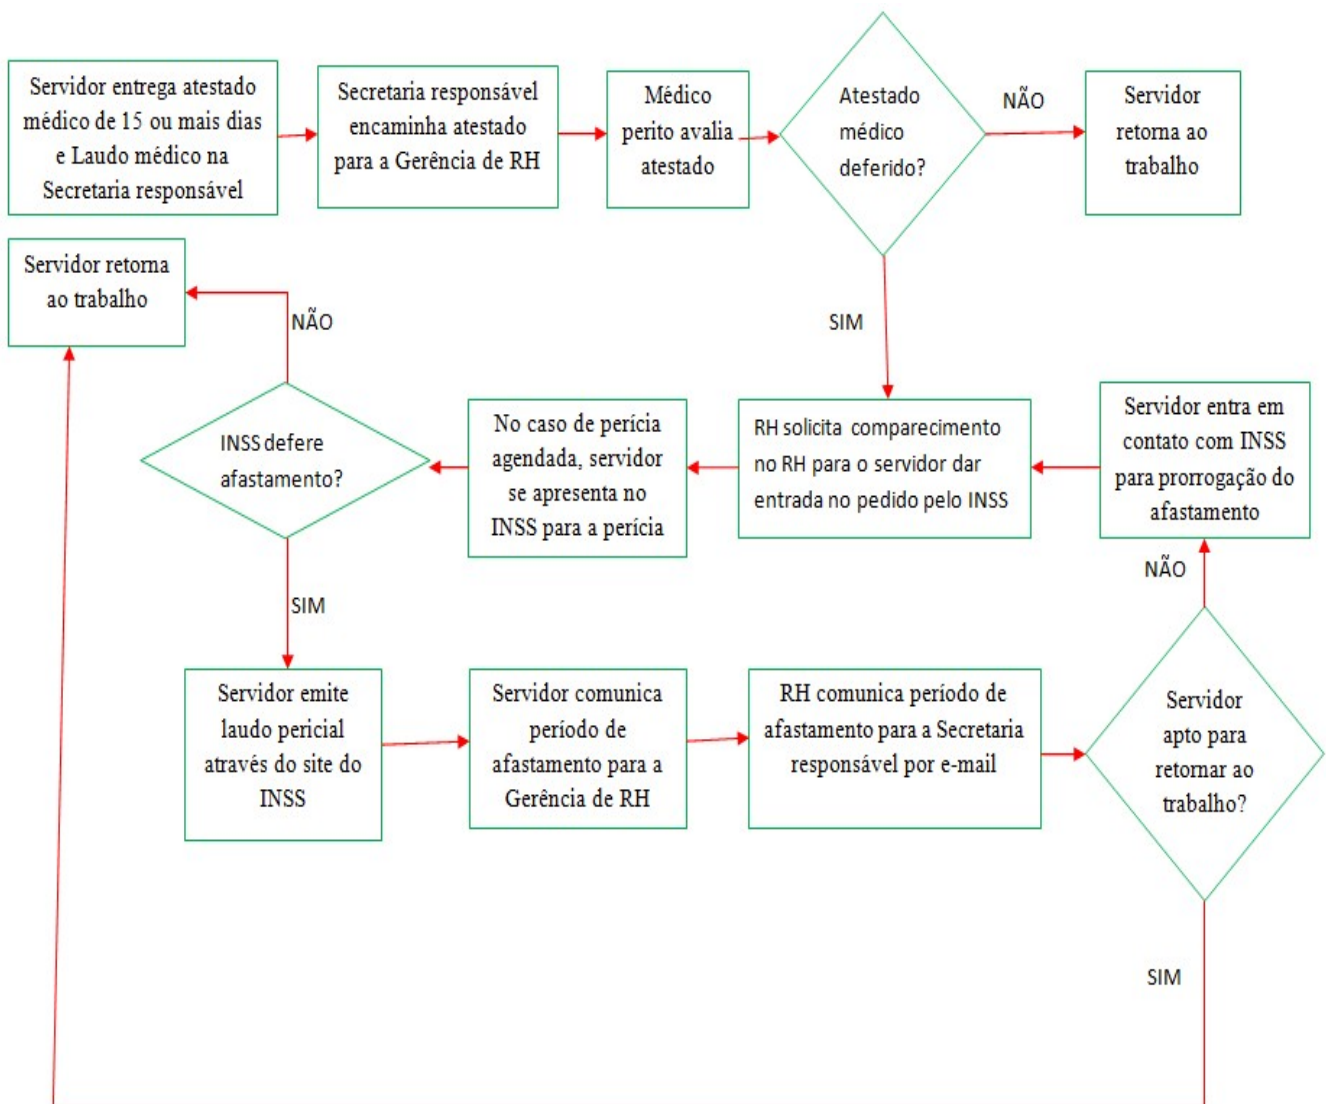 Servidor entrega atestado
médico de 15 ou mais dias
e Laudo médico na
Secretaria responsável
Secretaria responsável
encaminha atestado
para a Gerência de RH
Médico
perito avalia
atestado
Atestado
médico
deferido?
NÃO
Servidor
retorna ao
trabalho
SIM
Servidor retorna
ao trabalho
NÃO
INSS defere
afastamento?
No caso de perícia
agendada, servidor
se apresenta no
INSS para a perícia
RH solicita comparecimento
no RH para o servidor dar
entrada no pedido pelo INSS
Servidor entra em
contato com INSS
para prorrogação do
afastamento
NÃO
SIM
Servidor emite
laudo pericial
através do site do
INSS
Servidor comunica
período de
afastamento para a
Gerência de RH
RH comunica período de
afastamento para a Secretaria
responsável por e-mail
Servidor
apto para
retornar ao
trabalho?
SIM